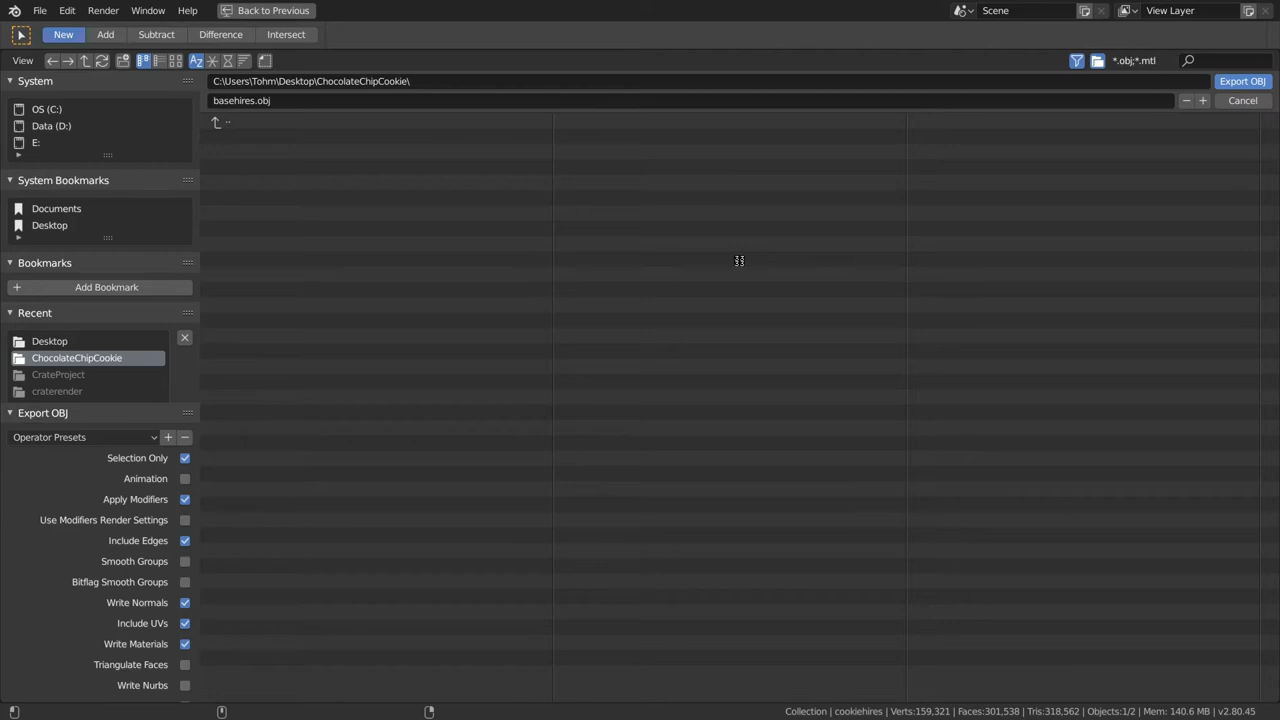 File Edit Render Window Help Back to Previous Scene View Layer
New Add Subtract Difference Intersect
View *.obj;*.mtl
System
C:\Users\Tohm\Desktop\ChocolateChipCookie\ Export OBJ
basehires.obj Cancel
OS (C:)
..
Data (D:)
E:
System Bookmarks
Documents
Desktop
Bookmarks
Add Bookmark
Recent
Desktop
ChocolateChipCookie
CrateProject
craterender
Export OBJ
Operator Presets
Selection Only
Animation
Apply Modifiers
Use Modifiers Render Settings
Include Edges
Smooth Groups
Bitflag Smooth Groups
Write Normals
Include UVs
Write Materials
Triangulate Faces
Write Nurbs
Collection | cookiehires | Verts:159,321 | Faces:301,538 | Tris:318,562 | Objects:1/2 | Mem: 140.6 MB | v2.80.45